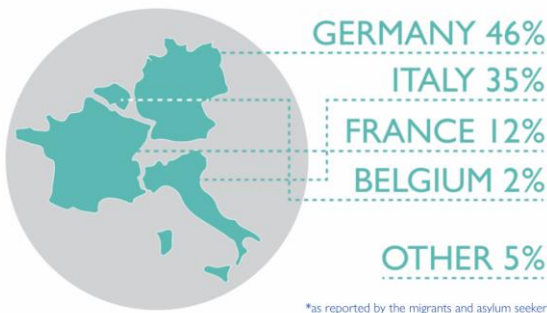 GERMANY 46%
ITALY 35%
FRANCE 12%
BELGIUM 2%
OTHER 5%
*as reported by the migrants and asylum seeker